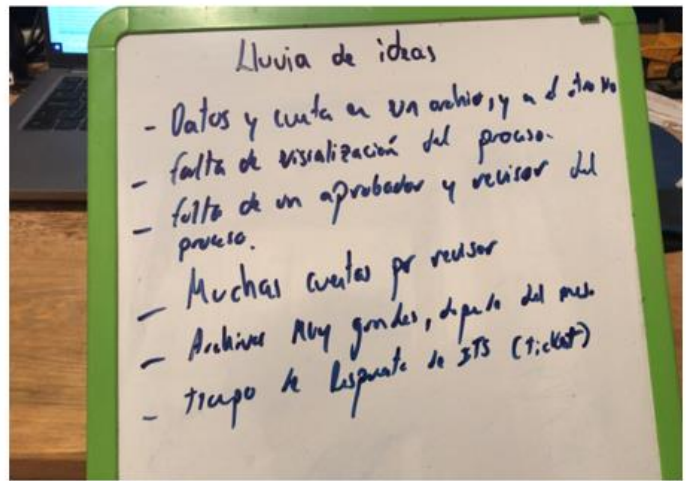 Lluvia de ideas
- Datos y cuenta en un archivo, y en el otro no
- falta de visualización del proceso.
- falta de un aprobador y revisor del
proceso.
- Muchas cuentas por revisar
- Archivos Muy grandes, depende del mes.
- tiempo de Respuesta de ITS (ticket)